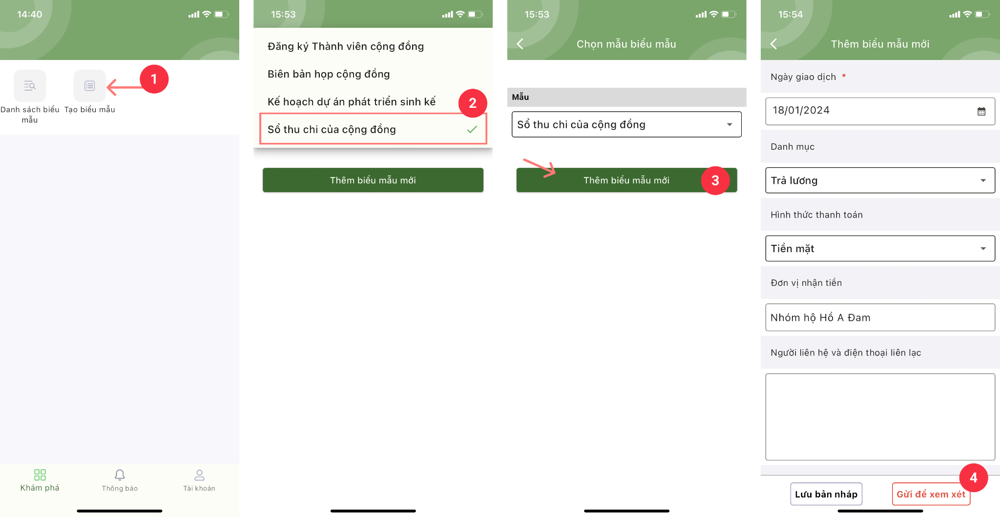 14:40
1
Danh sách biểu
mẫu
Tạo biểu mẫu
Khám phá
Thông báo
Tài khoản
15:53
Đăng ký Thành viên cộng đồng
Biên bản họp cộng đồng
Kế hoạch dự án phát triển sinh kế
2
Sổ thu chi của cộng đồng
Thêm biểu mẫu mới
15:53
Chọn mẫu biểu mẫu
Mẫu
Sổ thu chi của cộng đồng
Thêm biểu mẫu mới
3
15:54
Thêm biểu mẫu mới
Ngày giao dịch *
18/01/2024
Danh mục
Trả lương
Hình thức thanh toán
Tiền mặt
Đơn vị nhận tiền
Nhóm hộ Hồ A Đam
Người liên hệ và điện thoại liên lạc
4
Lưu bản nháp
Gửi để xem xét